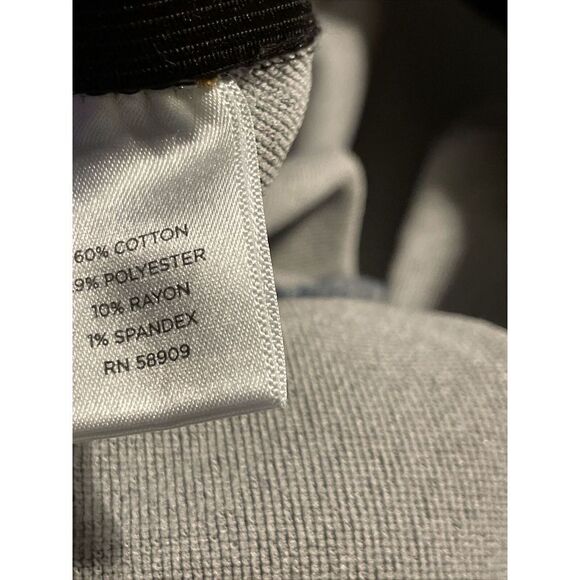 60% COTTON
9% POLYESTER
10% RAYON
1% SPANDEX
RN 58909